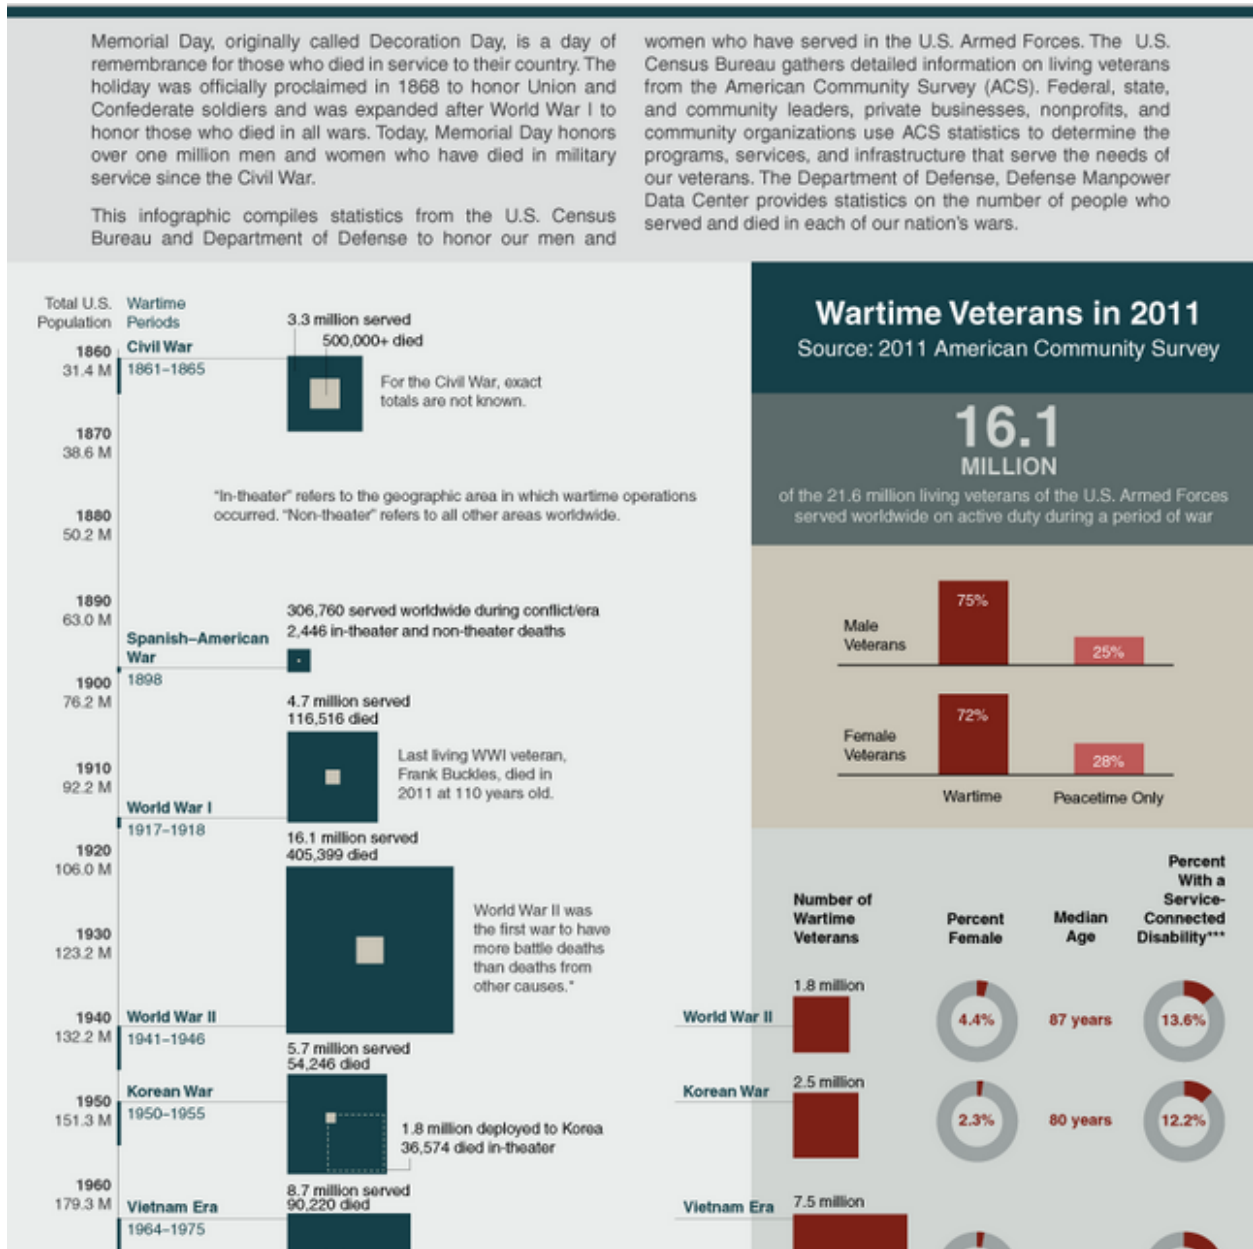 Memorial Day, originally called Decoration Day, is a day of
remembrance for those who died in service to their country. The
holiday was officially proclaimed in 1868 to honor Union and
Confederate soldiers and was expanded after World War I to
honor those who died in all wars. Today, Memorial Day honors
over one million men and women who have died in military
service since the Civil War.
This infographic compiles statistics from the U.S. Census
Bureau and Department of Defense to honor our men and
women who have served in the U.S. Armed Forces. The U.S.
Census Bureau gathers detailed information on living veterans
from the American Community Survey (ACS). Federal, state,
and community leaders, private businesses, nonprofits, and
community organizations use ACS statistics to determine the
programs, services, and infrastructure that serve the needs of
our veterans. The Department of Defense, Defense Manpower
Data Center provides statistics on the number of people who
served and died in each of our nation's wars.
Total U.S.
Population
Wartime
Periods
1860
31.4 M
Civil War
1861–1865
3.3 million served
500,000+ died
For the Civil War, exact
totals are not known.
1870
38.6 M
"In-theater" refers to the geographic area in which wartime operations
occurred. "Non-theater" refers to all other areas worldwide.
1880
50.2 M
1890
63.0 M
306,760 served worldwide during conflict/era
2,446 in-theater and non-theater deaths
Spanish–American
War
1898
1900
76.2 M
4.7 million served
116,516 died
Last living WWI veteran,
Frank Buckles, died in
2011 at 110 years old.
1910
92.2 M
World War I
1917–1918
16.1 million served
405,399 died
1920
106.0 M
World War II was
the first war to have
more battle deaths
than deaths from
other causes.*
1930
123.2 M
1940
132.2 M
World War II
1941–1946
5.7 million served
54,246 died
Korean War
1950–1955
1950
151.3 M
1.8 million deployed to Korea
36,574 died in-theater
1960
179.3 M
8.7 million served
90,220 died
Vietnam Era
1964–1975
Wartime Veterans in 2011
Source: 2011 American Community Survey
16.1
MILLION
of the 21.6 million living veterans of the U.S. Armed Forces
served worldwide on active duty during a period of war
Male
Veterans
75%
25%
Female
Veterans
72%
28%
Wartime
Peacetime Only
Number of
Wartime
Veterans
Percent
Female
Median
Age
Percent
With a
Service-
Connected
Disability***
World War II
1.8 million
4.4%
87 years
13.6%
Korean War
2.5 million
2.3%
80 years
12.2%
Vietnam Era
7.5 million